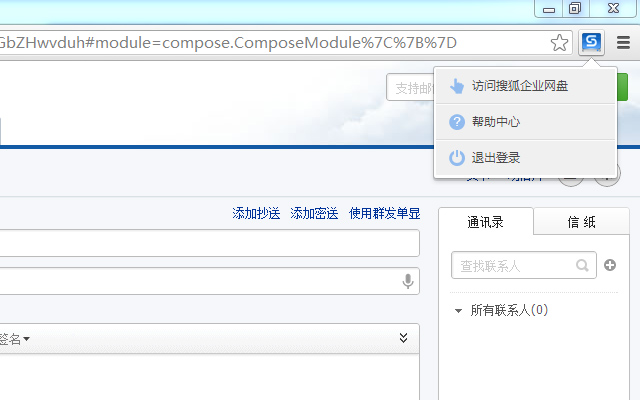 GbZHwvduh#module=compose.ComposeModule%7C%7B%7D
支持邮
访问搜狐企业网盘
帮助中心
退出登录
添加抄送 添加密送 使用群发单显
通讯录 信 纸
查找联系人
所有联系人(0)
签名